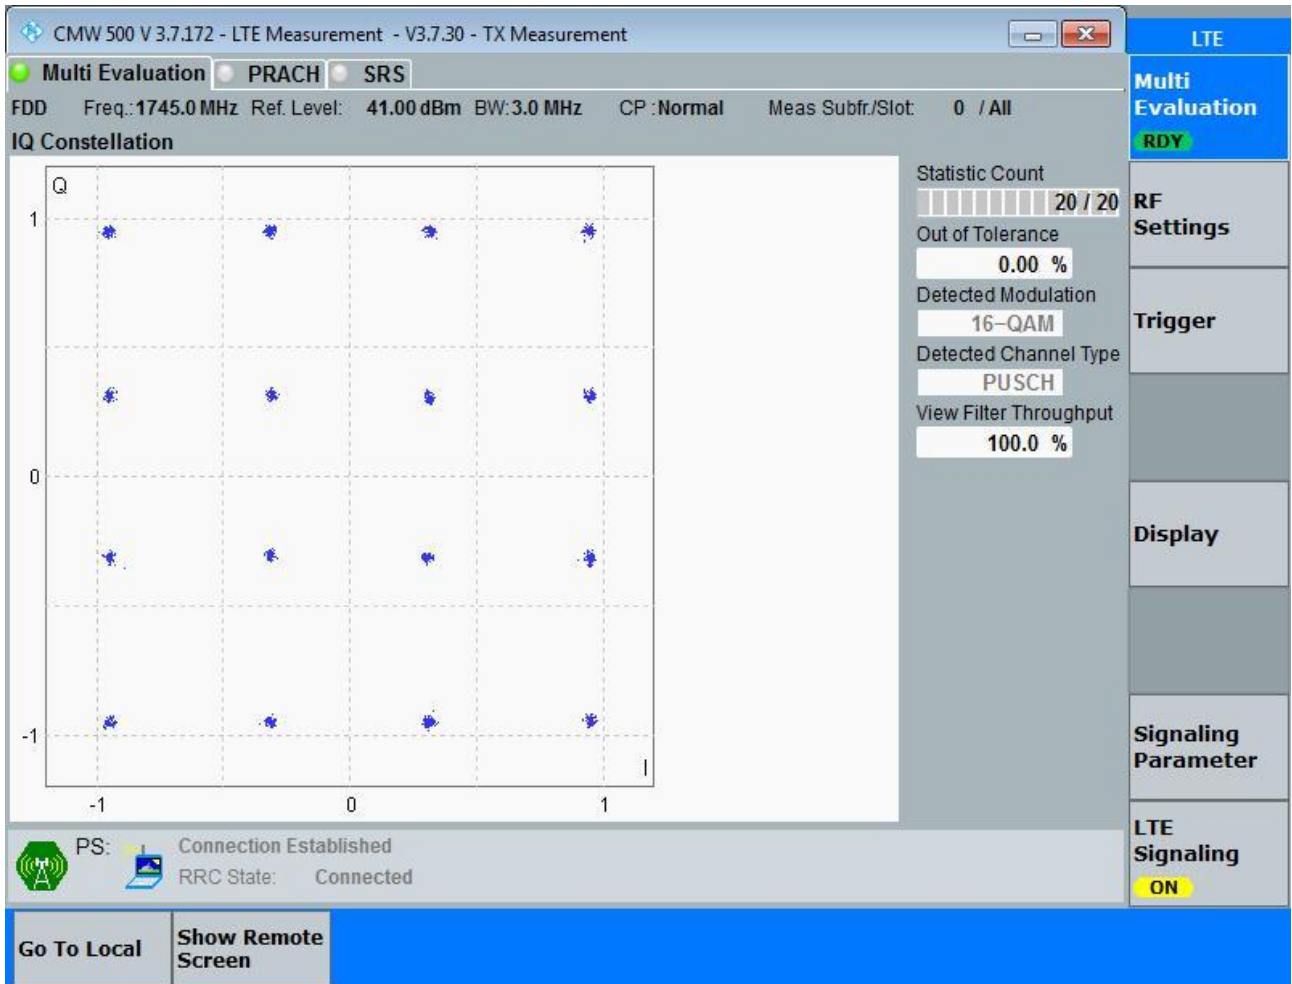 CMW 500 V 3.7.172 - LTE Measurement - V3.7.30 - TX Measurement
LTE
Multi Evaluation PRACH SRS
FDD Freq.:1745.0 MHz Ref. Level: 41.00 dBm BW:3.0 MHz CP :Normal Meas Subfr./Slot: 0 / All
IQ Constellation
Q
1
0
-1
-1 0 1
I
Statistic Count
20 / 20
Out of Tolerance
0.00 %
Detected Modulation
16-QAM
Detected Channel Type
PUSCH
View Filter Throughput
100.0 %
Multi
Evaluation
RDY
RF
Settings
Trigger
Display
Signaling
Parameter
LTE
Signaling
ON
PS: Connection Established
RRC State: Connected
Go To Local
Show Remote
Screen